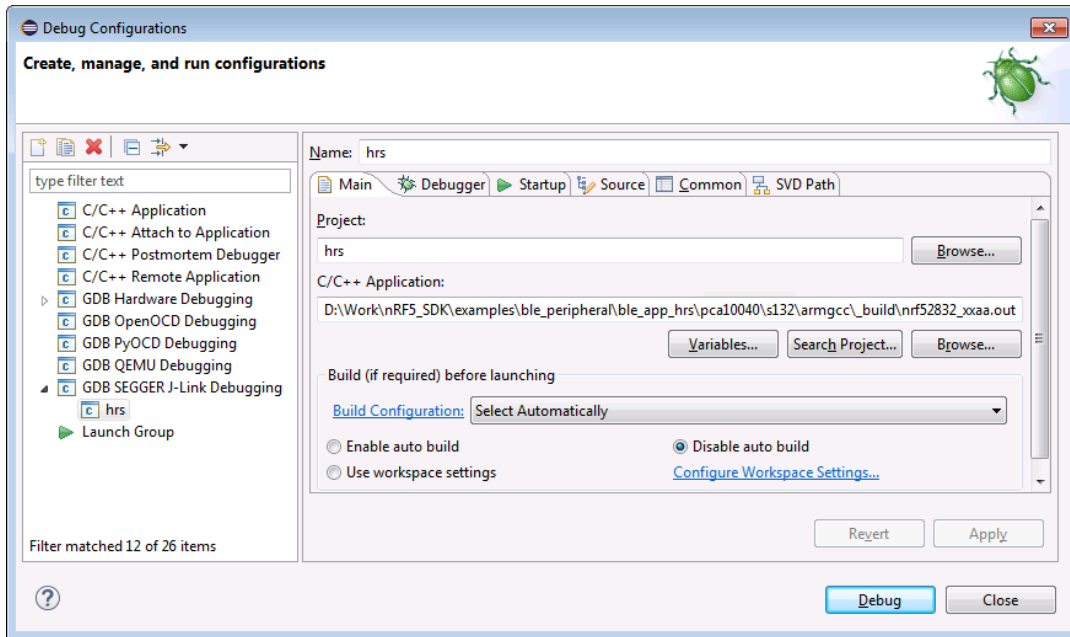 Debug Configurations
Create, manage, and run configurations
type filter text
C/C++ Application
C/C++ Attach to Application
C/C++ Postmortem Debugger
C/C++ Remote Application
GDB Hardware Debugging
GDB OpenOCD Debugging
GDB PyOCD Debugging
GDB QEMU Debugging
GDB SEGGER J-Link Debugging
hrs
Launch Group
Filter matched 12 of 26 items
Name: hrs
Main Debugger Startup Source Common SVD Path
Project:
hrs Browse...
C/C++ Application:
D:\Work\nRF5_SDK\examples\ble_peripheral\ble_app_hrs\pca10040\s132\armgcc\_build\nrf52832_xxaa.out
Variables... Search Project... Browse...
Build (if required) before launching
Build Configuration: Select Automatically
Enable auto build Disable auto build
Use workspace settings Configure Workspace Settings...
Revert Apply
? Debug Close